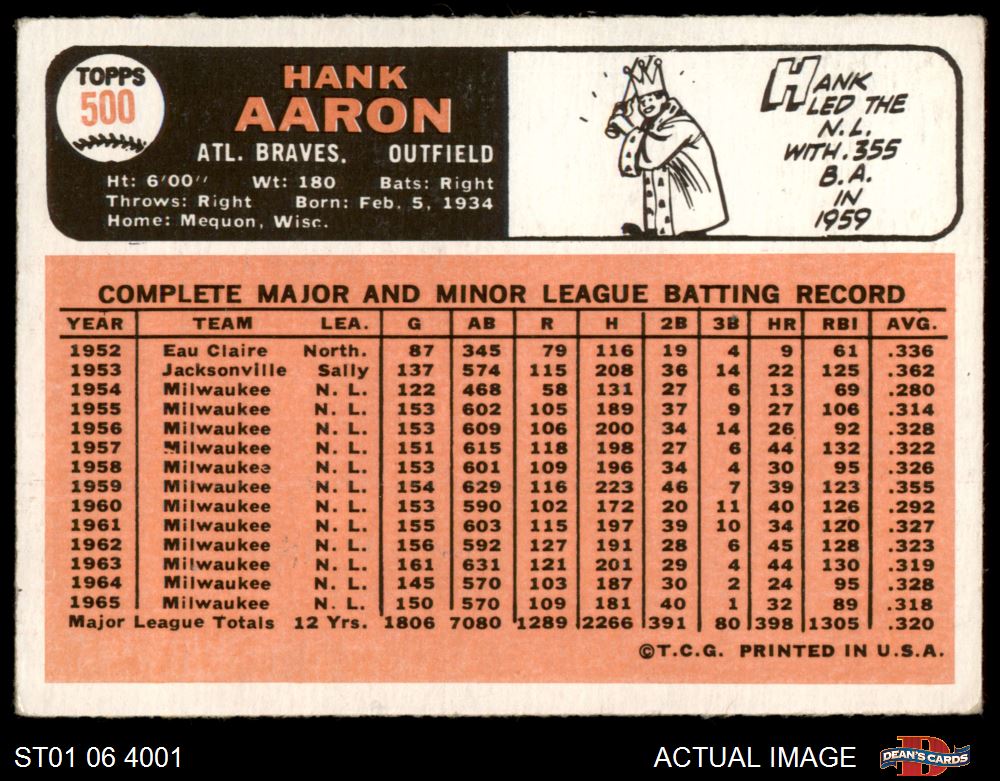 TOPPS
500
HANK
AARON
ATL. BRAVES. OUTFIELD
Ht: 6'00'' Wt: 180 Bats: Right
Throws: Right Born: Feb. 5, 1934
Home: Mequon, Wisc.
HANK
LED THE
N.L.
WITH .355
B.A.
IN
1959
COMPLETE MAJOR AND MINOR LEAGUE BATTING RECORD
YEAR TEAM LEA. G AB R H 2B 3B HR RBI AVG.
1952 Eau Claire North. 87 345 79 116 19 4 9 61 .336
1953 Jacksonville Sally 137 574 115 208 36 14 22 125 .362
1954 Milwaukee N. L. 122 468 58 131 27 6 13 69 .280
1955 Milwaukee N. L. 153 602 105 189 37 9 27 106 .314
1956 Milwaukee N. L. 153 609 106 200 34 14 26 92 .328
1957 Milwaukee N. L. 151 615 118 198 27 6 44 132 .322
1958 Milwaukee N. L. 153 601 109 196 34 4 30 95 .326
1959 Milwaukee N. L. 154 629 116 223 46 7 39 123 .355
1960 Milwaukee N. L. 153 590 102 172 20 11 40 126 .292
1961 Milwaukee N. L. 155 603 115 197 39 10 34 120 .327
1962 Milwaukee N. L. 156 592 127 191 28 6 45 128 .323
1963 Milwaukee N. L. 161 631 121 201 29 4 44 130 .319
1964 Milwaukee N. L. 145 570 103 187 30 2 24 95 .328
1965 Milwaukee N. L. 150 570 109 181 40 1 32 89 .318
Major League Totals 12 Yrs. 1806 7080 1289 2266 391 80 398 1305 .320
©T.C.G. PRINTED IN U.S.A.
ST01 06 4001 ACTUAL IMAGE DEAN'S CARDS